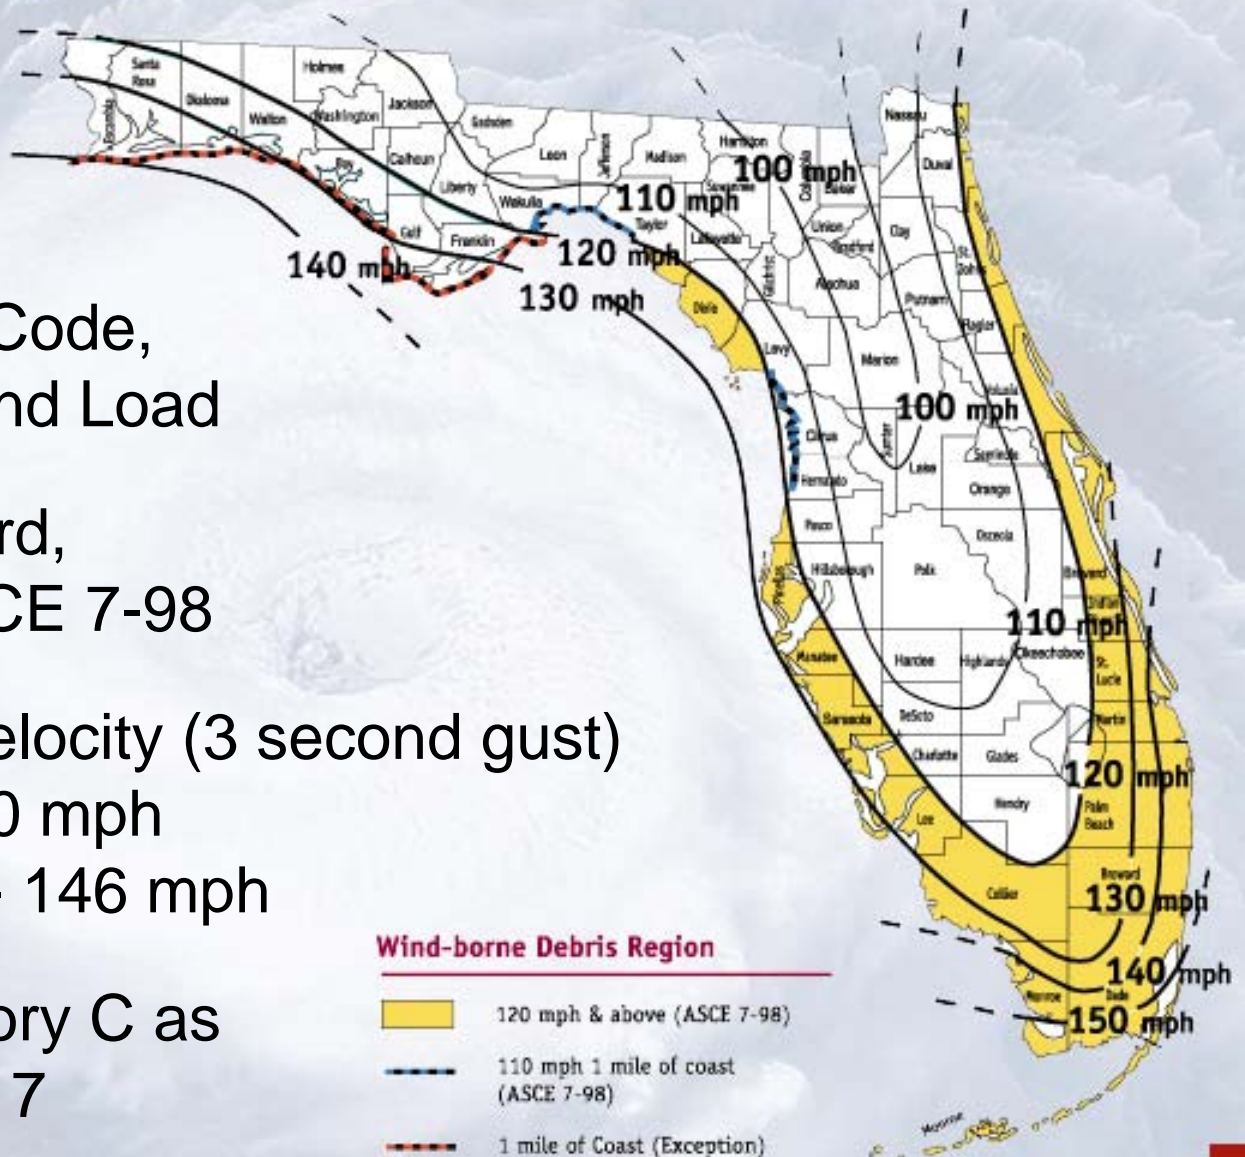 Santa
Rosa
Holmes
Escambia
Okaloosa
Walton
Washington
Jackson
Gadsden
Bay
Calhoun
Liberty
Leon
Jefferson
Madison
Hamilton
Nassau
Duval
Wakulla
Gulf
Franklin
Taylor
Suwannee
Columbia
Baker
Lafayette
Union
Bradford
Clay
St.
Johns
100 mph
110 mph
120 mph
130 mph
140 mph
Dixie
Gilchrist
Alachua
Putnam
Flagler
Levy
Marion
Volusia
100 mph
Citrus
Sumter
Lake
Seminole
Hernando
Orange
Pasco
Osceola
Pinellas
Hillsborough
Polk
Brevard
Indian
110 mph
Manatee
Hardee
Highlands
Okeechobee
St.
Lucie
Sarasota
DeSoto
Martin
Charlotte
Glades
120 mph
Lee
Hendry
Palm
Beach
Collier
Broward
130 mph
Monroe
Dade
140 mph
150 mph
Monroe
Code,
nd Load
rd,
CE 7-98
elocity (3 second gust)
0 mph
- 146 mph
ory C as
7
Wind-borne Debris Region
120 mph & above (ASCE 7-98)
110 mph 1 mile of coast
(ASCE 7-98)
1 mile of Coast (Exception)